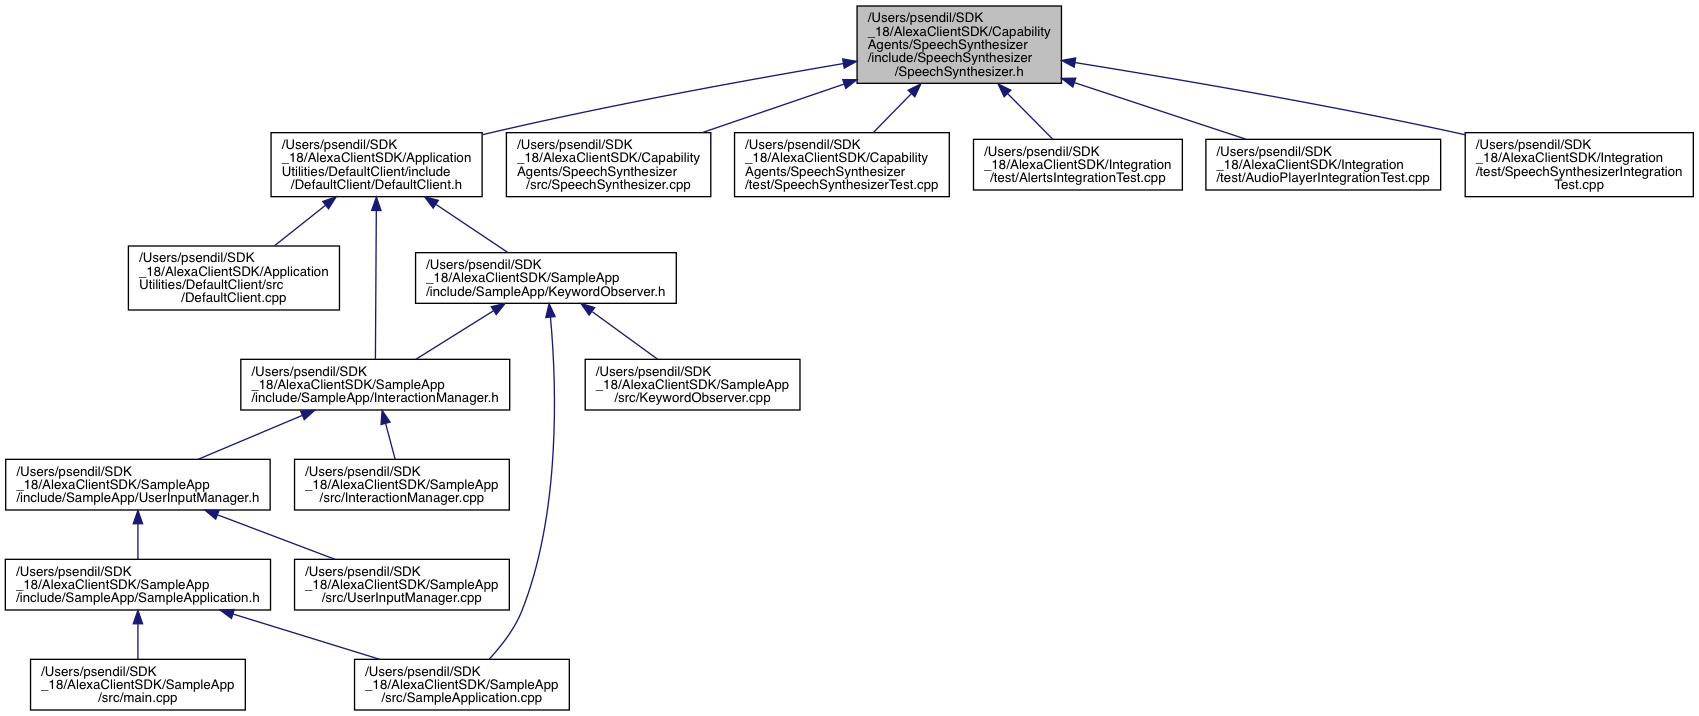 /Users/psendil/SDK
_18/AlexaClientSDK/Capability
Agents/SpeechSynthesizer
/include/SpeechSynthesizer
/SpeechSynthesizer.h
/Users/psendil/SDK
_18/AlexaClientSDK/Application
Utilities/DefaultClient/include
/DefaultClient/DefaultClient.h
/Users/psendil/SDK
_18/AlexaClientSDK/Capability
Agents/SpeechSynthesizer
/src/SpeechSynthesizer.cpp
/Users/psendil/SDK
_18/AlexaClientSDK/Capability
Agents/SpeechSynthesizer
/test/SpeechSynthesizerTest.cpp
/Users/psendil/SDK
_18/AlexaClientSDK/Integration
/test/AlertsIntegrationTest.cpp
/Users/psendil/SDK
_18/AlexaClientSDK/Integration
/test/AudioPlayerIntegrationTest.cpp
/Users/psendil/SDK
_18/AlexaClientSDK/Integration
/test/SpeechSynthesizerIntegration
Test.cpp
/Users/psendil/SDK
_18/AlexaClientSDK/Application
Utilities/DefaultClient/src
/DefaultClient.cpp
/Users/psendil/SDK
_18/AlexaClientSDK/SampleApp
/include/SampleApp/KeywordObserver.h
/Users/psendil/SDK
_18/AlexaClientSDK/SampleApp
/include/SampleApp/InteractionManager.h
/Users/psendil/SDK
_18/AlexaClientSDK/SampleApp
/src/KeywordObserver.cpp
/Users/psendil/SDK
_18/AlexaClientSDK/SampleApp
/include/SampleApp/UserInputManager.h
/Users/psendil/SDK
_18/AlexaClientSDK/SampleApp
/src/InteractionManager.cpp
/Users/psendil/SDK
_18/AlexaClientSDK/SampleApp
/include/SampleApp/SampleApplication.h
/Users/psendil/SDK
_18/AlexaClientSDK/SampleApp
/src/UserInputManager.cpp
/Users/psendil/SDK
_18/AlexaClientSDK/SampleApp
/src/main.cpp
/Users/psendil/SDK
_18/AlexaClientSDK/SampleApp
/src/SampleApplication.cpp